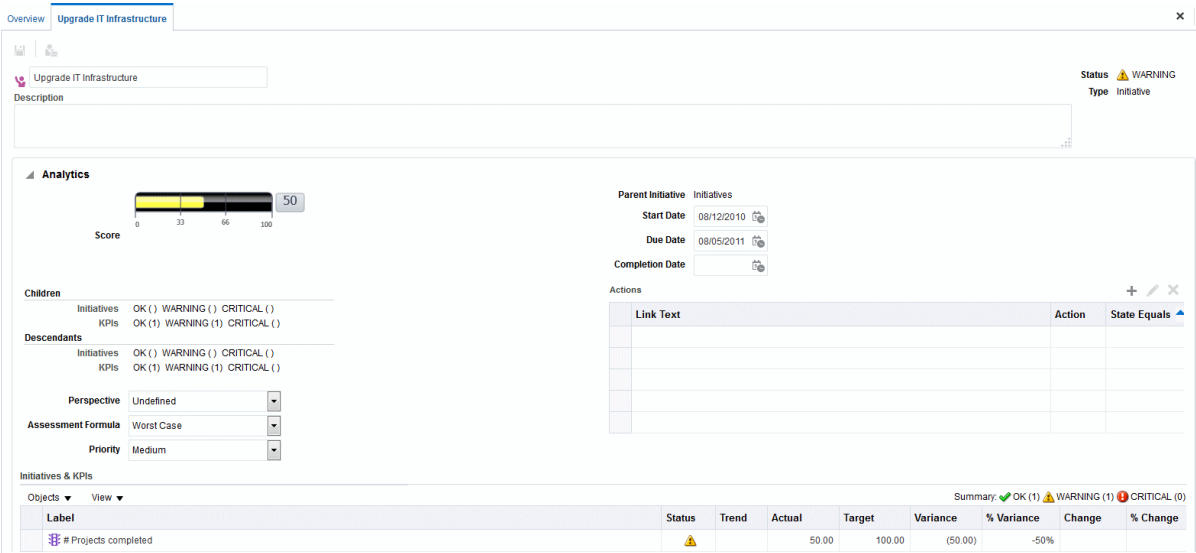 Overview Upgrade IT Infrastructure
Upgrade IT Infrastructure
Status WARNING
Type Initiative
Description
Analytics
50
0 33 66 100
Score
Parent Initiative Initiatives
Start Date 08/12/2010
Due Date 08/05/2011
Completion Date
Children
Initiatives OK ( ) WARNING ( ) CRITICAL ( )
KPIs OK (1) WARNING (1) CRITICAL ( )
Descendants
Initiatives OK ( ) WARNING ( ) CRITICAL ( )
KPIs OK (1) WARNING (1) CRITICAL ( )
Actions
Link Text Action State Equals
Perspective Undefined
Assessment Formula Worst Case
Priority Medium
Initiatives & KPIs
Objects View
Summary: OK (1) WARNING (1) CRITICAL (0)
Label Status Trend Actual Target Variance % Variance Change % Change
# Projects completed 50.00 100.00 (50.00) -50%